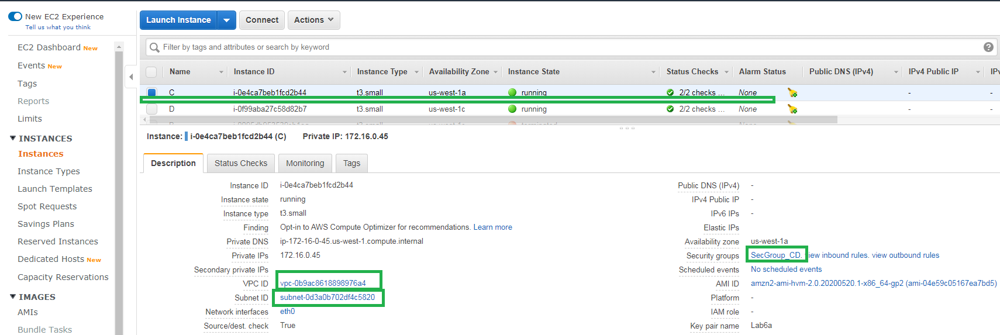 New EC2 Experience
Tell us what you think
EC2 Dashboard New
Events New
Tags
Reports
Limits
INSTANCES
Instances
Instance Types
Launch Templates
Spot Requests
Savings Plans
Reserved Instances
Dedicated Hosts New
Capacity Reservations
IMAGES
AMIs
Bundle Tasks
Launch Instance Connect Actions
Filter by tags and attributes or search by keyword
Name Instance ID Instance Type Availability Zone Instance State Status Checks Alarm Status Public DNS (IPv4) IPv4 Public IP IPv
C i-0e4ca7beb1fcd2b44 t3.small us-west-1a running 2/2 checks ... None - -
D i-0f99aba27c58d82b7 t3.small us-west-1c running 2/2 checks ... None - -
Instance: i-0e4ca7beb1fcd2b44 (C) Private IP: 172.16.0.45
Description Status Checks Monitoring Tags
Instance ID i-0e4ca7beb1fcd2b44 Public DNS (IPv4) -
Instance state running IPv4 Public IP -
Instance type t3.small IPv6 IPs -
Finding Opt-in to AWS Compute Optimizer for recommendations. Learn more Elastic IPs
Private DNS ip-172-16-0-45.us-west-1.compute.internal Availability zone us-west-1a
Private IPs 172.16.0.45 Security groups SecGroup_CD. view inbound rules. view outbound rules
Secondary private IPs Scheduled events No scheduled events
VPC ID vpc-0b9ac8618898976a4 AMI ID amzn2-ami-hvm-2.0.20200520.1-x86_64-gp2 (ami-04e59c05167ea7bd5)
Subnet ID subnet-0d3a0b702df4c5820 Platform -
Network interfaces eth0 IAM role -
Source/dest. check True Key pair name Lab6a